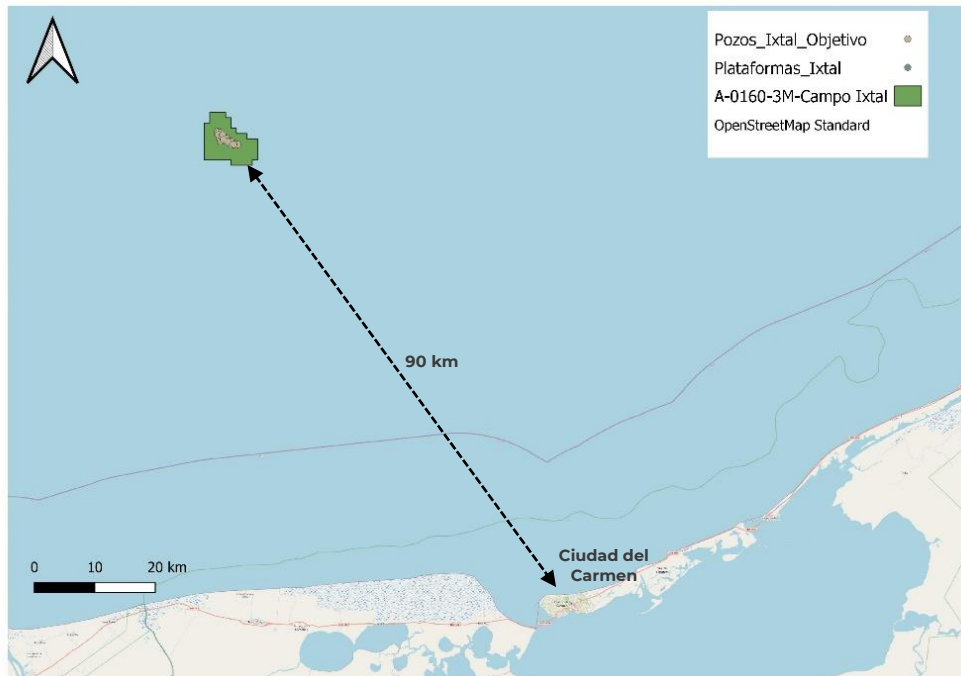 Pozos_Ixtal_Objetivo
Plataformas_Ixtal
A-0160-3M-Campo Ixtal
OpenStreetMap Standard
90 km
Ciudad del
Carmen
0 10 20 km